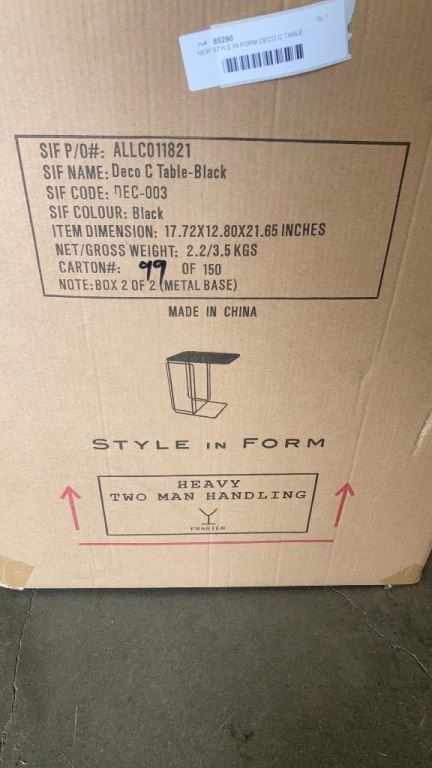 Lot# 89290
NEW STYLE IN FORM DECO C TABLE -
SIF P/O#: ALLC011821
SIF NAME: Deco C Table-Black
SIF CODE: DEC-003
SIF COLOUR: Black
ITEM DIMENSION: 17.72X12.80X21.65 INCHES
NET/GROSS WEIGHT: 2.2/3.5 KGS
CARTON#: 99 OF 150
NOTE:BOX 2 OF 2 (METAL BASE)
MADE IN CHINA
STYLE IN FORM
HEAVY
TWO MAN HANDLING
FRAGILE